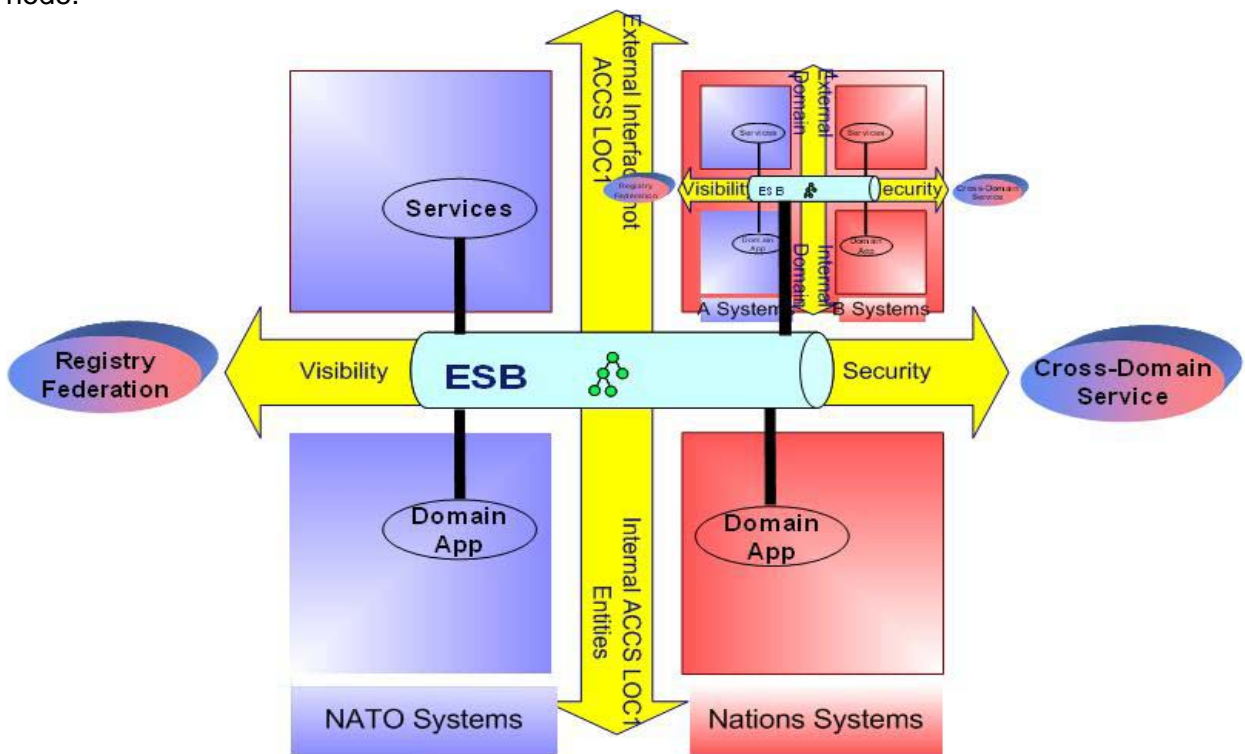 node.
External Interface not
ACCS LOC1
Services
External
Domain
Services
Services
Registry
Federation
Visibility
ESB
Security
Cross-Domain
Service
Domain
App
Domain
App
Internal
Domain
A Systems
B Systems
Registry
Federation
Visibility
ESB
Security
Cross-Domain
Service
Domain
App
Internal ACCS LOC1
Entities
Domain
App
NATO Systems
Nations Systems